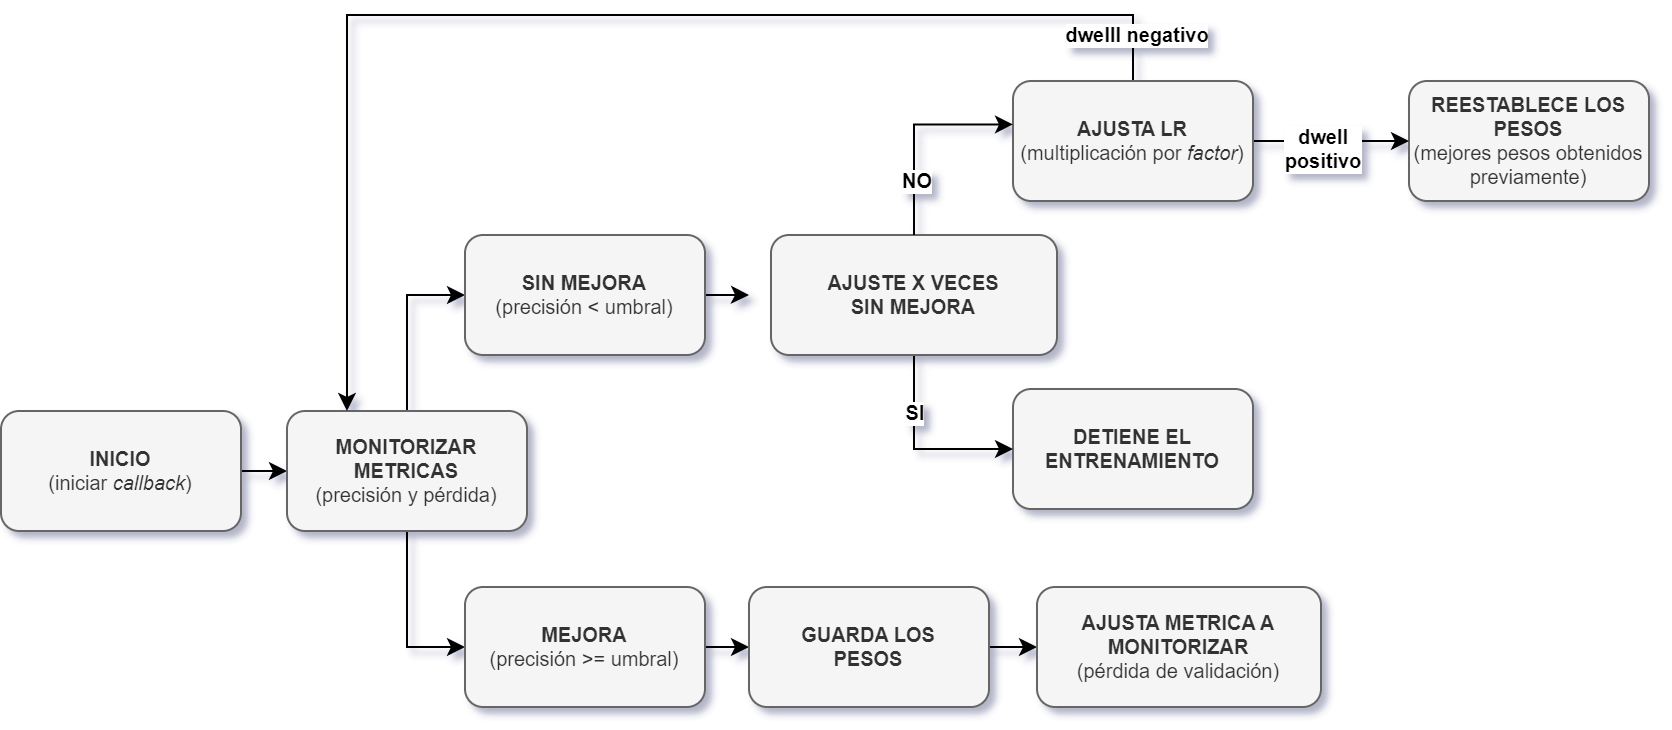 dwelll negativo
AJUSTA LR
(multiplicación por factor)
dwell
positivo
REESTABLECE LOS
PESOS
(mejores pesos obtenidos
previamente)
NO
SIN MEJORA
(precisión < umbral)
AJUSTE X VECES
SIN MEJORA
SI
DETIENE EL
ENTRENAMIENTO
INICIO
(iniciar callback)
MONITORIZAR
METRICAS
(precisión y pérdida)
MEJORA
(precisión >= umbral)
GUARDA LOS
PESOS
AJUSTA METRICA A
MONITORIZAR
(pérdida de validación)